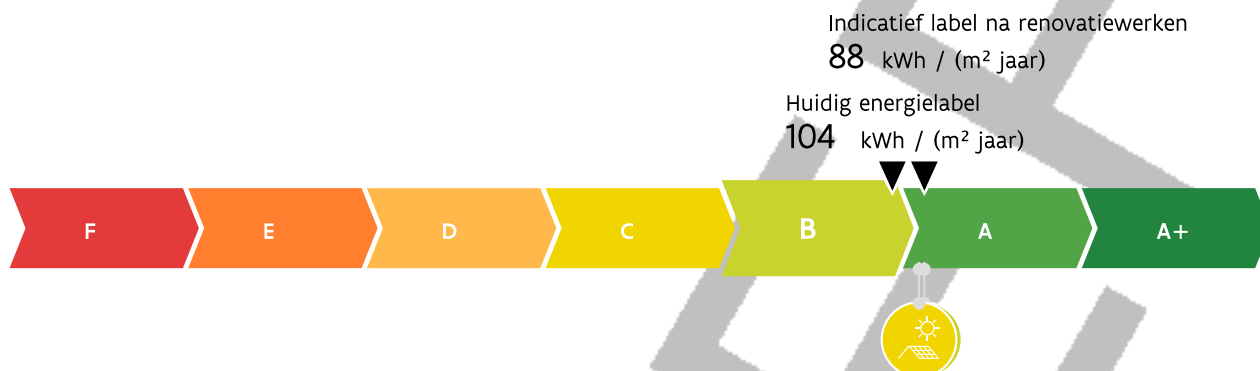 Indicatief label na renovatiewerken
88 kWh / (m² jaar)
Huidig energielabel
104 kWh / (m² jaar)
F E D C B A A+